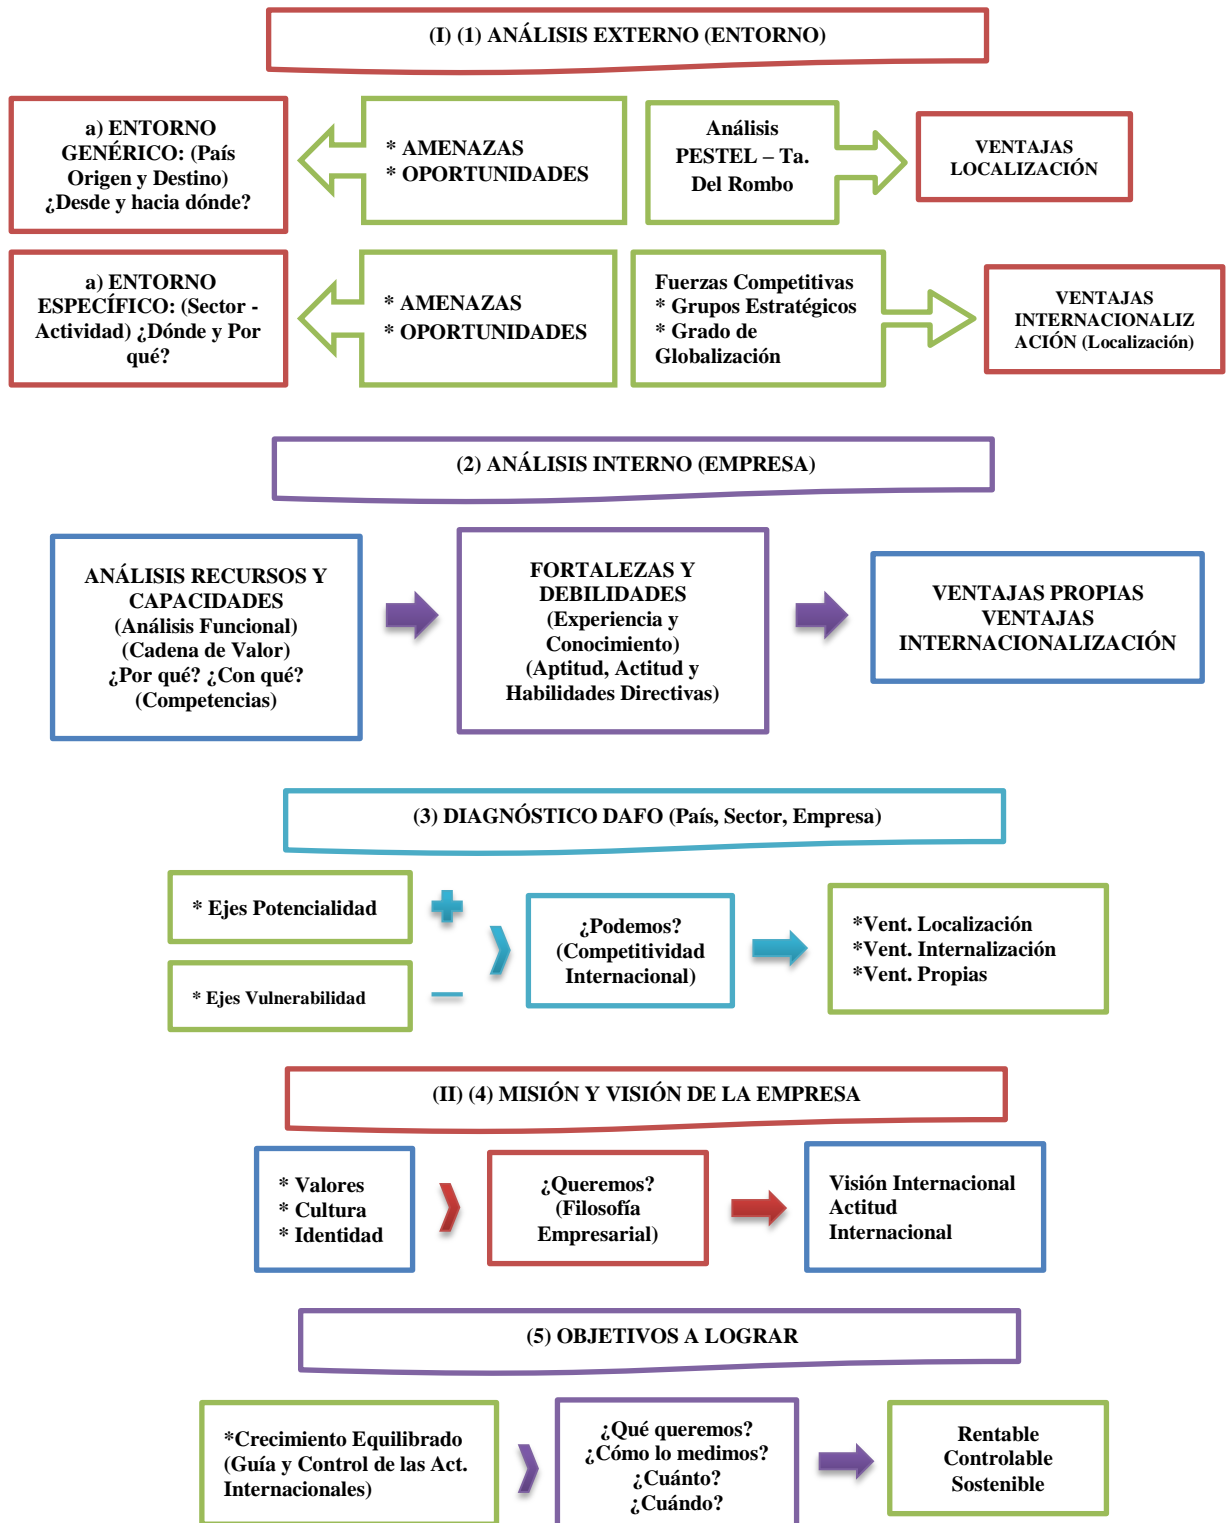 (I) (1) ANÁLISIS EXTERNO (ENTORNO)
a) ENTORNO
GENÉRICO: (País
Origen y Destino)
¿Desde y hacia dónde?
* AMENAZAS
* OPORTUNIDADES
Análisis
PESTEL – Ta.
Del Rombo
VENTAJAS
LOCALIZACIÓN
a) ENTORNO
ESPECÍFICO: (Sector -
Actividad) ¿Dónde y Por
qué?
* AMENAZAS
* OPORTUNIDADES
Fuerzas Competitivas
* Grupos Estratégicos
* Grado de
Globalización
VENTAJAS
INTERNACIONALIZ
ACIÓN (Localización)
(2) ANÁLISIS INTERNO (EMPRESA)
ANÁLISIS RECURSOS Y
CAPACIDADES
(Análisis Funcional)
(Cadena de Valor)
¿Por qué? ¿Con qué?
(Competencias)
FORTALEZAS Y
DEBILIDADES
(Experiencia y
Conocimiento)
(Aptitud, Actitud y
Habilidades Directivas)
VENTAJAS PROPIAS
VENTAJAS
INTERNACIONALIZACIÓN
(3) DIAGNÓSTICO DAFO (País, Sector, Empresa)
* Ejes Potencialidad
* Ejes Vulnerabilidad
¿Podemos?
(Competitividad
Internacional)
*Vent. Localización
*Vent. Internalización
*Vent. Propias
(II) (4) MISIÓN Y VISIÓN DE LA EMPRESA
* Valores
* Cultura
* Identidad
¿Queremos?
(Filosofía
Empresarial)
Visión Internacional
Actitud
Internacional
(5) OBJETIVOS A LOGRAR
*Crecimiento Equilibrado
(Guía y Control de las Act.
Internacionales)
¿Qué queremos?
¿Cómo lo medimos?
¿Cuánto?
¿Cuándo?
Rentable
Controlable
Sostenible